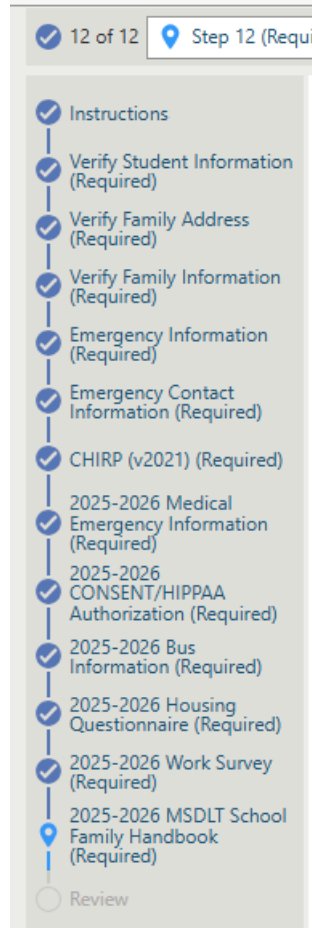 12 of 12
Step 12 (Requi
Instructions
Verify Student Information
(Required)
Verify Family Address
(Required)
Verify Family Information
(Required)
Emergency Information
(Required)
Emergency Contact
Information (Required)
CHIRP (v2021) (Required)
2025-2026 Medical
Emergency Information
(Required)
2025-2026
CONSENT/HIPPAA
Authorization (Required)
2025-2026 Bus
Information (Required)
2025-2026 Housing
Questionnaire (Required)
2025-2026 Work Survey
(Required)
2025-2026 MSDLT School
Family Handbook
(Required)
Review